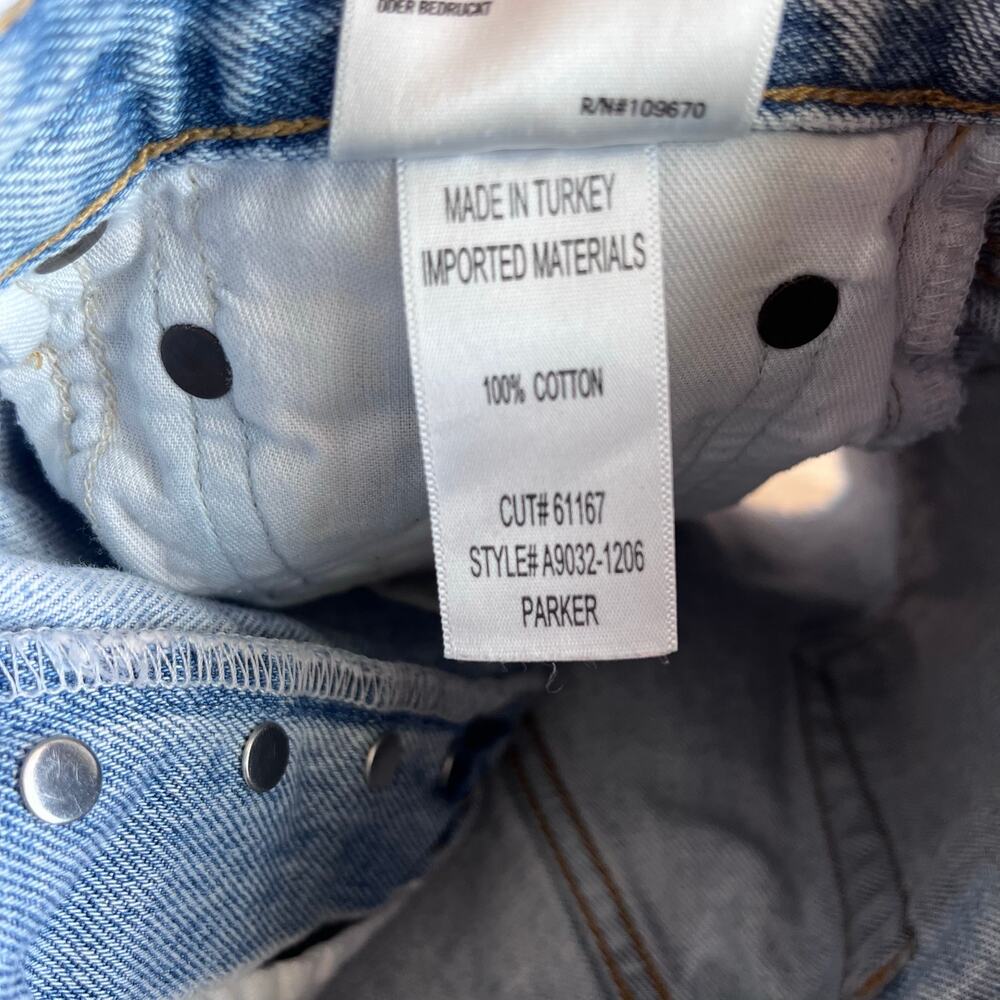 ODER BEDRUCKT
R/N#109670
MADE IN TURKEY
IMPORTED MATERIALS
100% COTTON
CUT# 61167
STYLE# A9032-1206
PARKER